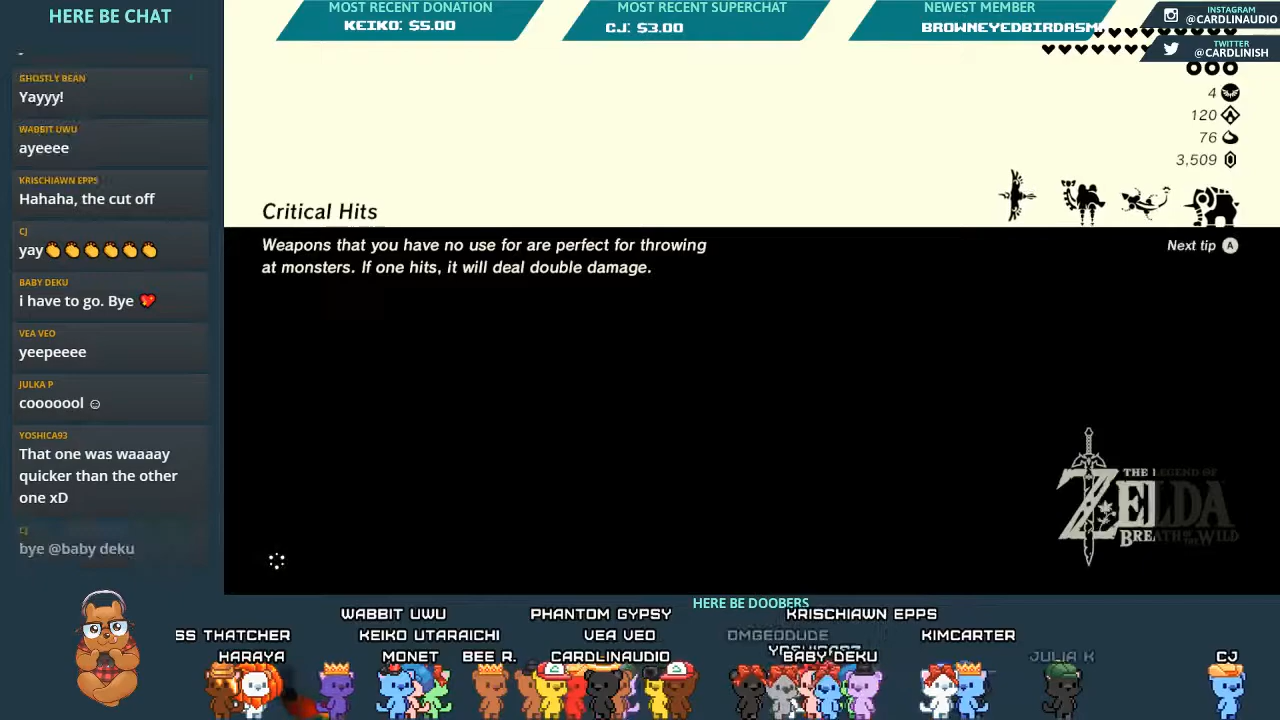 HERE BE CHAT
GHOSTLY BEAN
Yayyy!
WABBIT UWU
ayeeee
KRISCHIAWN EPPS
Hahaha, the cut off
CJ
yay👏👏👏👏👏👏
BABY DEKU
i have to go. Bye 💖
VEA VEO
yeepeeee
JULKA P
cooooool ☺
YOSHICA93
That one was waaaay
quicker than the other
one xD
CJ
bye @baby deku
MOST RECENT DONATION
KEIKO: $5.00
MOST RECENT SUPERCHAT
CJ: $3.00
NEWEST MEMBER
BROWNEYEDBIRDASM
INSTAGRAM
@CARDLINAUDIO
TWITTER
@CARDLINISH
4
120
76
3,509
Critical Hits
Weapons that you have no use for are perfect for throwing
at monsters. If one hits, it will deal double damage.
Next tip A
THE LEGEND OF
ZELDA
BREATH OF THE WILD
HERE BE DOOBERS
WABBIT UWU
PHANTOM GYPSY
KRISCHIAWN EPPS
SS THATCHER
KEIKO UTARAICHI
VEA VEO
OMGEODUDE
KIMCARTER
HARAYA
MONET
BEE R.
CARDLINAUDIO
BABY DEKU
JULIA K
CJ